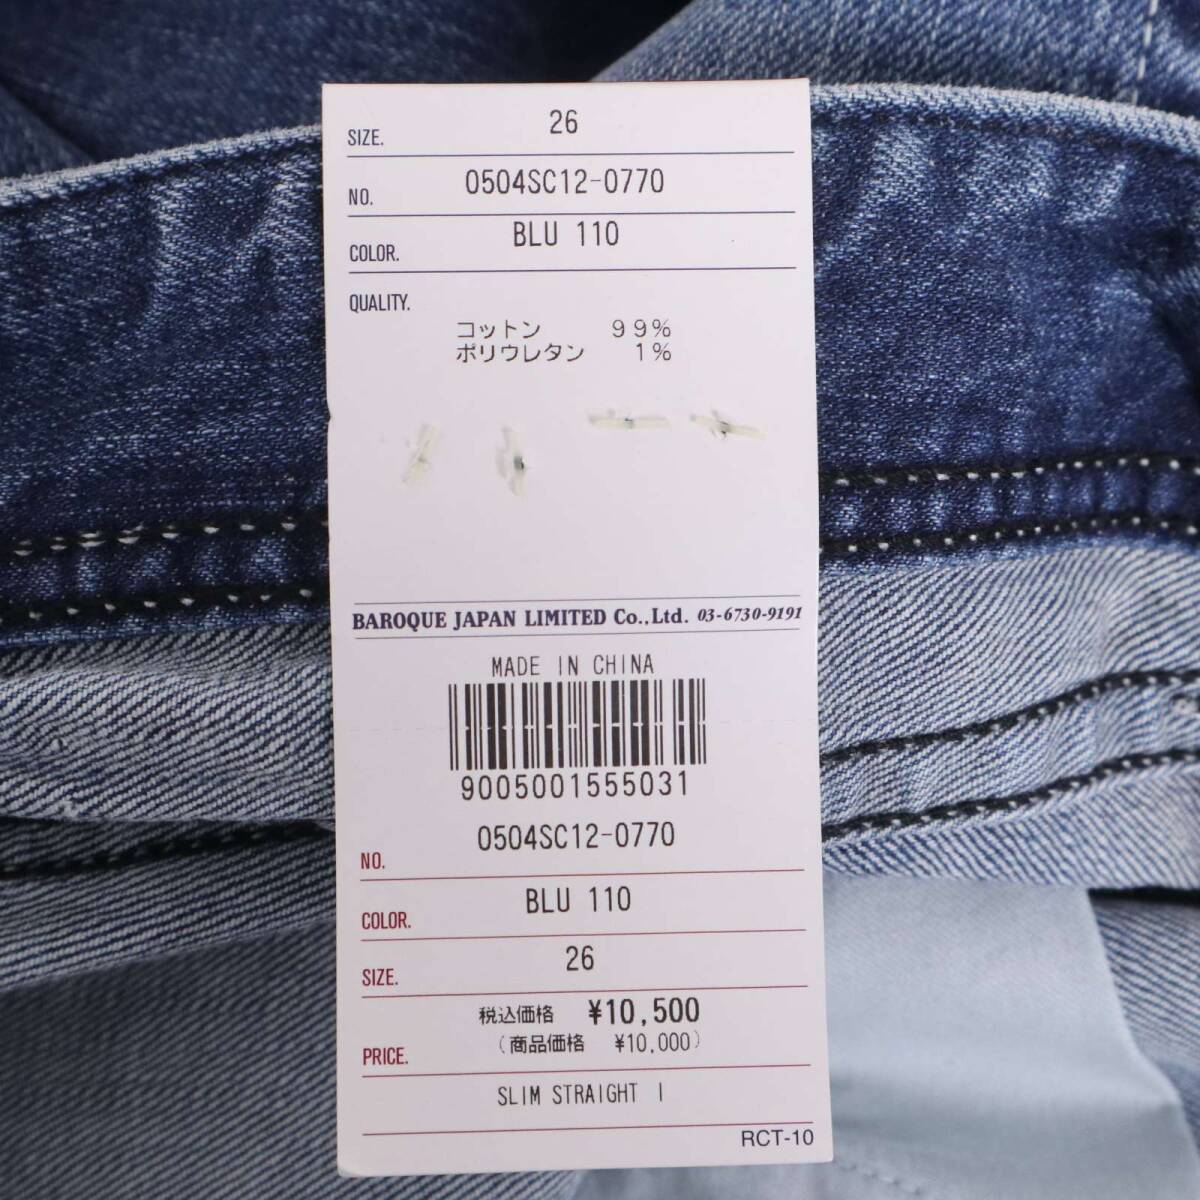 SIZE. 26
NO. 0504SC12-0770
COLOR. BLU 110
QUALITY.
コットン 99%
ポリウレタン 1%
BAROQUE JAPAN LIMITED Co.,Ltd. 03-6730-9191
MADE IN CHINA
9005001555031
NO. 0504SC12-0770
COLOR. BLU 110
SIZE. 26
税込価格 ¥10,500
PRICE. (商品価格 ¥10,000)
SLIM STRAIGHT I
RCT-10